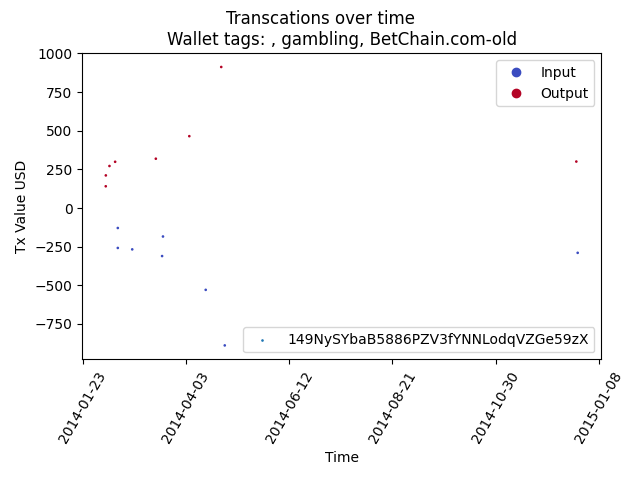 Transcations over time
Wallet tags: , gambling, BetChain.com-old
1000
750
500
250
0
−250
−500
−750
Tx Value USD
Input
Output
149NySYbaB5886PZV3fYNNLodqVZGe59zX
2014-01-23
2014-04-03
2014-06-12
2014-08-21
2014-10-30
2015-01-08
Time